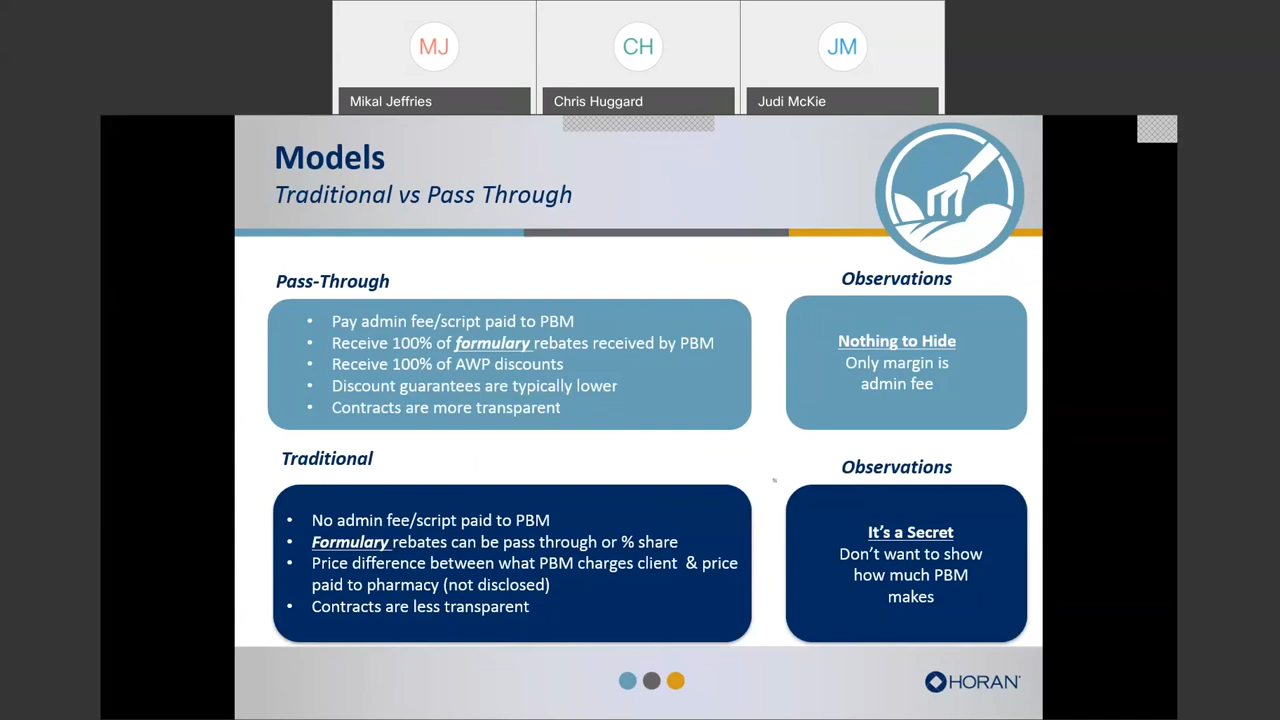 MJ
CH
JM
Mikal Jeffries
Chris Huggard
Judi McKie
Models
Traditional vs Pass Through
Pass-Through
• Pay admin fee/script paid to PBM
• Receive 100% of formulary rebates received by PBM
• Receive 100% of AWP discounts
• Discount guarantees are typically lower
• Contracts are more transparent
Observations
Nothing to Hide
Only margin is
admin fee
Traditional
• No admin fee/script paid to PBM
• Formulary rebates can be pass through or % share
• Price difference between what PBM charges client & price
paid to pharmacy (not disclosed)
• Contracts are less transparent
Observations
It's a Secret
Don't want to show
how much PBM
makes
HORAN